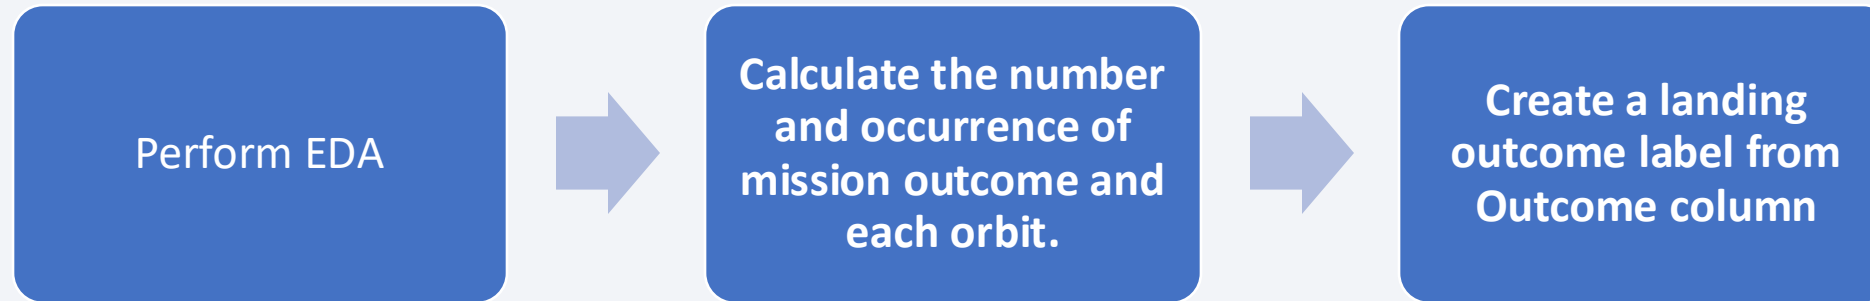 Perform EDA
Calculate the number
and occurrence of
mission outcome and
each orbit.
Create a landing
outcome label from
Outcome column